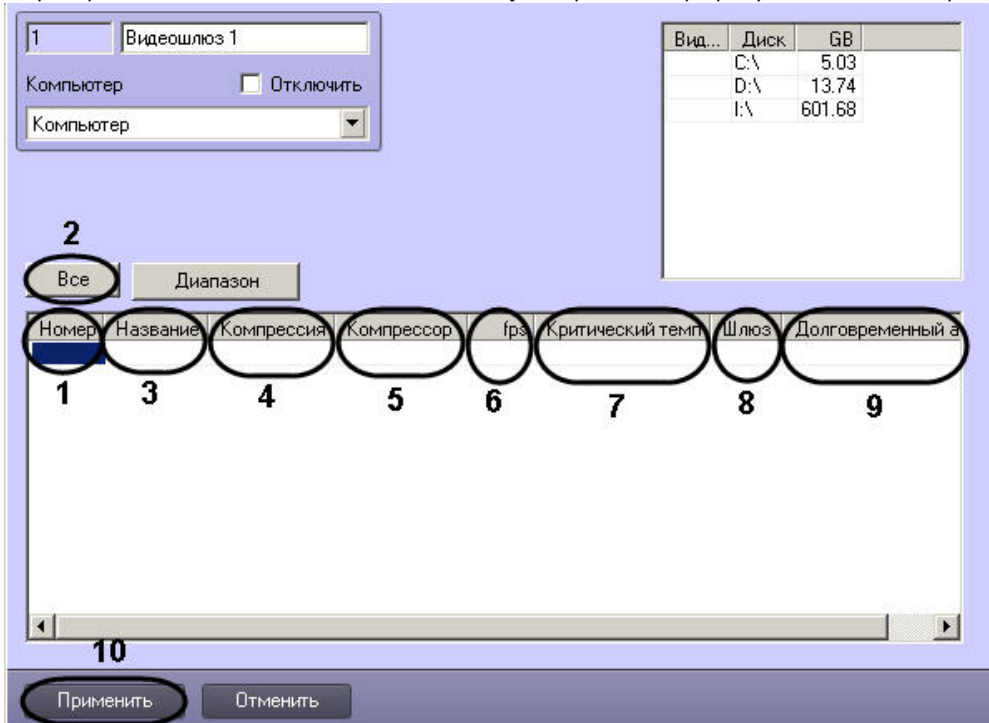 1 Видеошлюз 1
Компьютер Отключить
Компьютер
Вид... Диск GB
C:\ 5.03
D:\ 13.74
I:\ 601.68
2
Все Диапазон
Номер Название Компрессия Компрессор fps Критический темп Шлюз Долговременный а
1 3 4 5 6 7 8 9
10
Применить Отменить